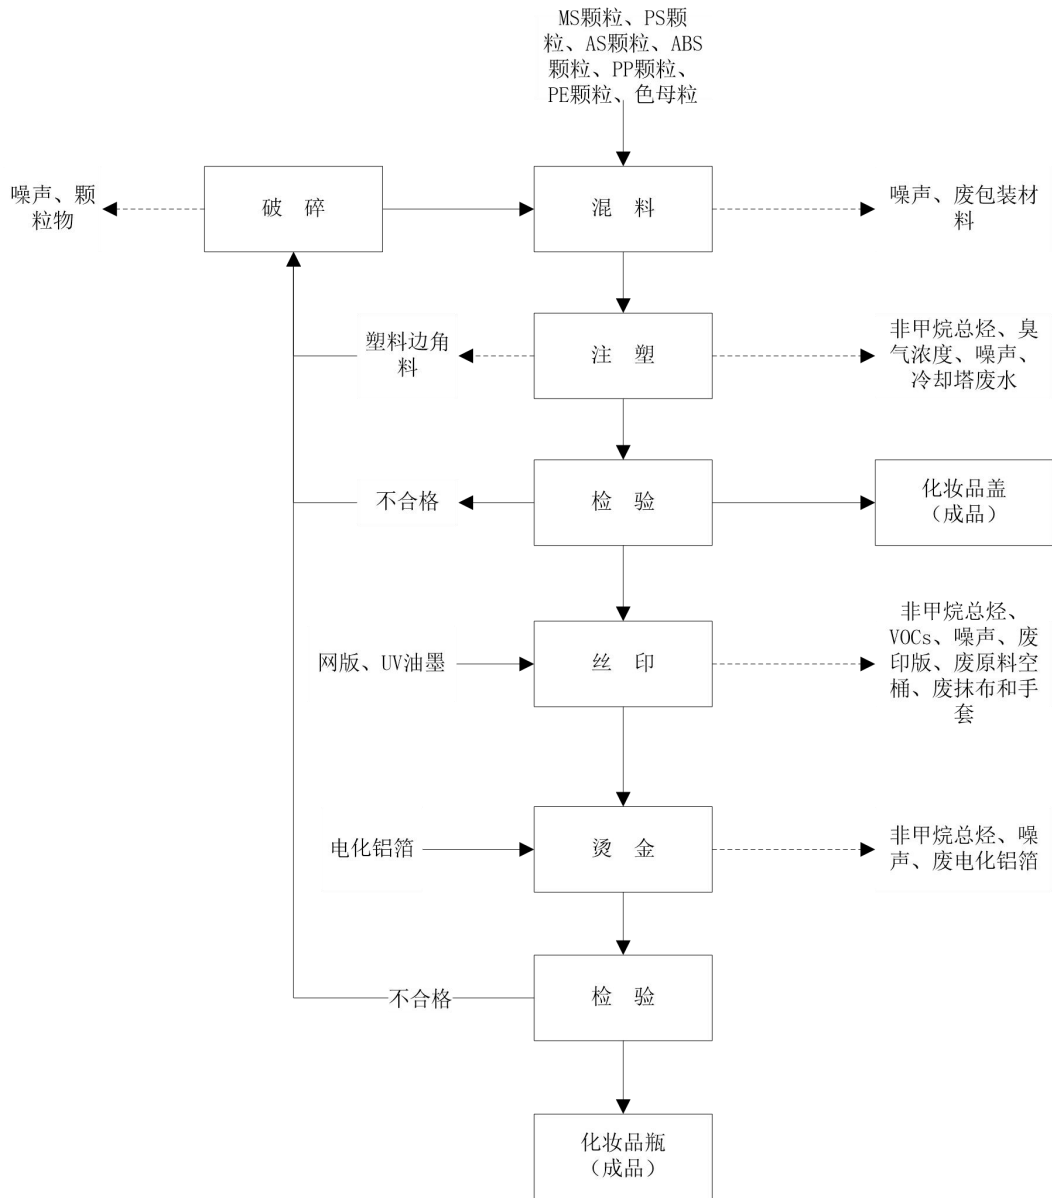 MS颗粒、PS颗
粒、AS颗粒、ABS
颗粒、PP颗粒、
PE颗粒、色母粒
噪声、颗
粒物
破 碎
混 料
噪声、废包装材
料
塑料边角
料
注 塑
非甲烷总烃、臭
气浓度、噪声、
冷却塔废水
不合格
检 验
化妆品盖
（成品）
网版、UV油墨
丝 印
非甲烷总烃、
VOCs、噪声、废
印版、废原料空
桶、废抹布和手
套
电化铝箔
烫 金
非甲烷总烃、噪
声、废电化铝箔
不合格
检 验
化妆品瓶
（成品）